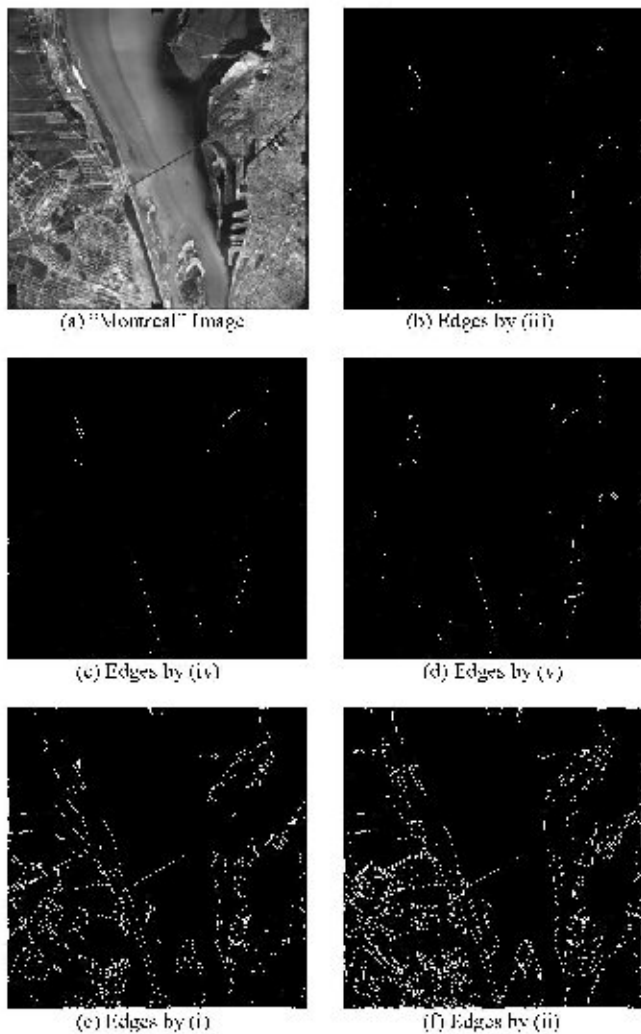 (a) "Montreal" Image
(b) Edges by (iii)
(c) Edges by (iv)
(d) Edges by (v)
(e) Edges by (i)
(f) Edges by (ii)